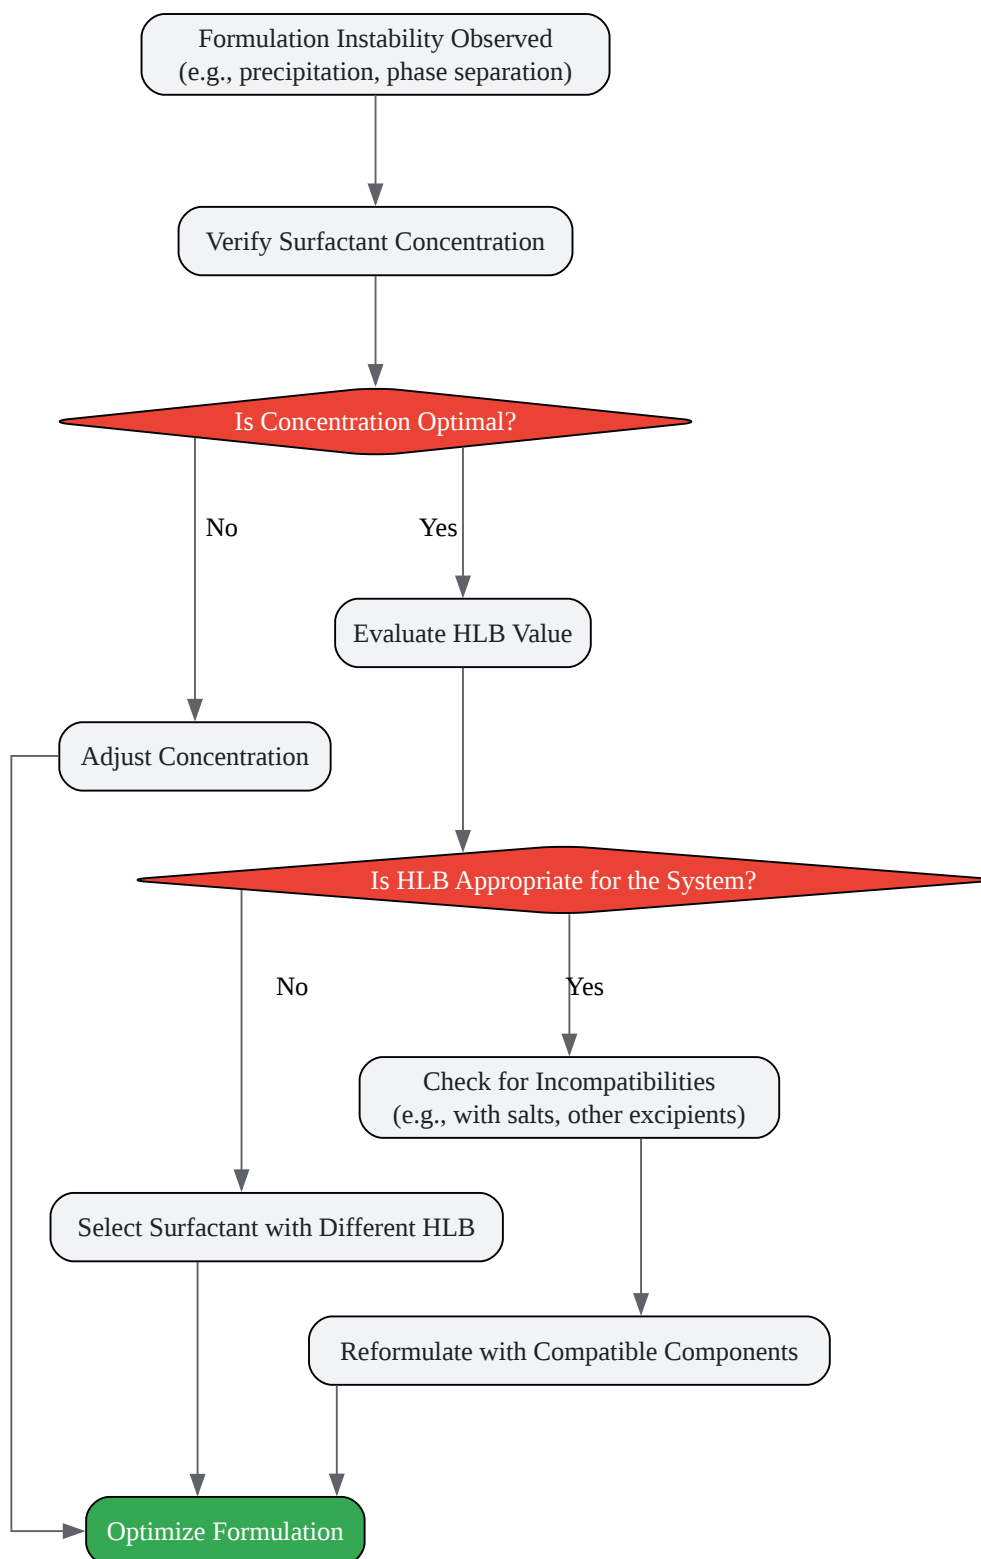 Formulation Instability Observed
(e.g., precipitation, phase separation)
Verify Surfactant Concentration
Is Concentration Optimal?
No
Yes
Evaluate HLB Value
Adjust Concentration
Is HLB Appropriate for the System?
No
Yes
Check for Incompatibilities
(e.g., with salts, other excipients)
Select Surfactant with Different HLB
Reformulate with Compatible Components
Optimize Formulation